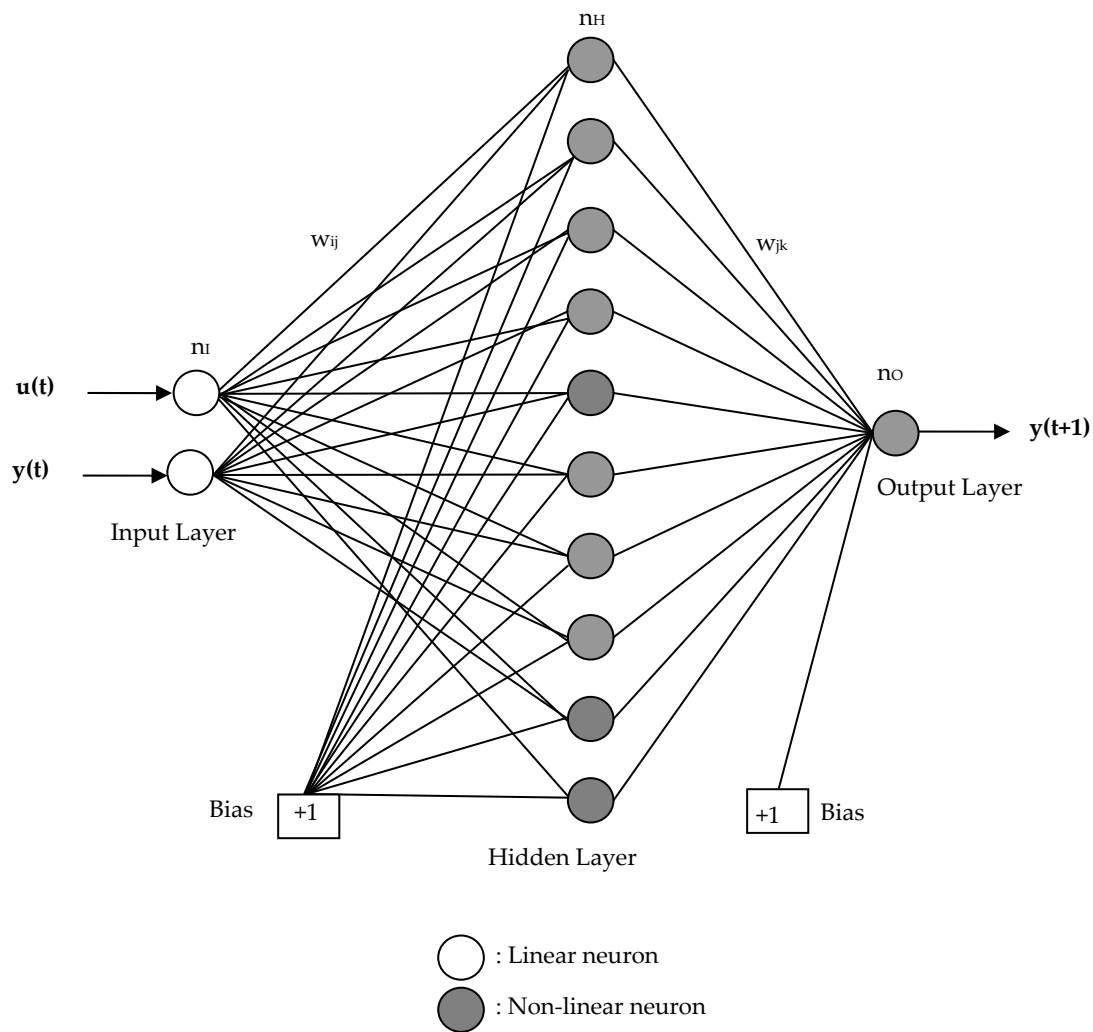 nH
wij
wjk
nI
nO
u(t)
y(t+1)
y(t)
Output Layer
Input Layer
Bias
+1
+1
Bias
Hidden Layer
: Linear neuron
: Non-linear neuron